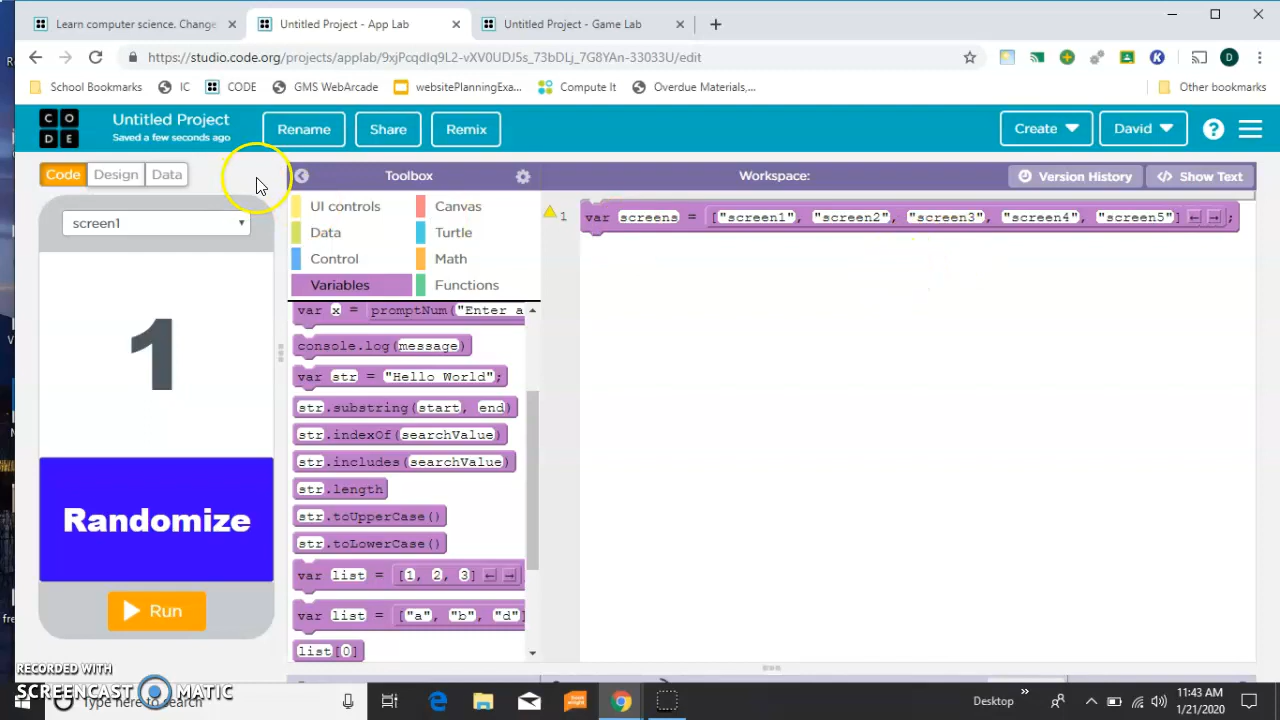 Learn computer science. Change
Untitled Project - App Lab
Untitled Project - Game Lab
https://studio.code.org/projects/applab/9xjPcqdIq9L2-vXV0UDJ5s_73bDLj_7G8YAn-33033U/edit
School Bookmarks
IC
CODE
GMS WebArcade
websitePlanningExa...
Compute It
Overdue Materials,...
Other bookmarks
C O
D E
Untitled Project
Saved a few seconds ago
Rename
Share
Remix
Create
David
?
Code
Design
Data
Toolbox
Workspace:
Version History
Show Text
screen1
1
Randomize
Run
UI controls
Canvas
Data
Turtle
Control
Math
Variables
Functions
var x = promptNum("Enter a
console.log(message)
var str = "Hello World";
str.substring(start, end)
str.indexOf(searchValue)
str.includes(searchValue)
str.length
str.toUpperCase()
str.toLowerCase()
var list = [1, 2, 3]
var list = ["a", "b", "d"]
list[0]
1
var screens = ["screen1", "screen2", "screen3", "screen4", "screen5"] ;
RECORDED WITH
SCREENCAST MATIC
Type here to search
Desktop
11:43 AM
1/21/2020